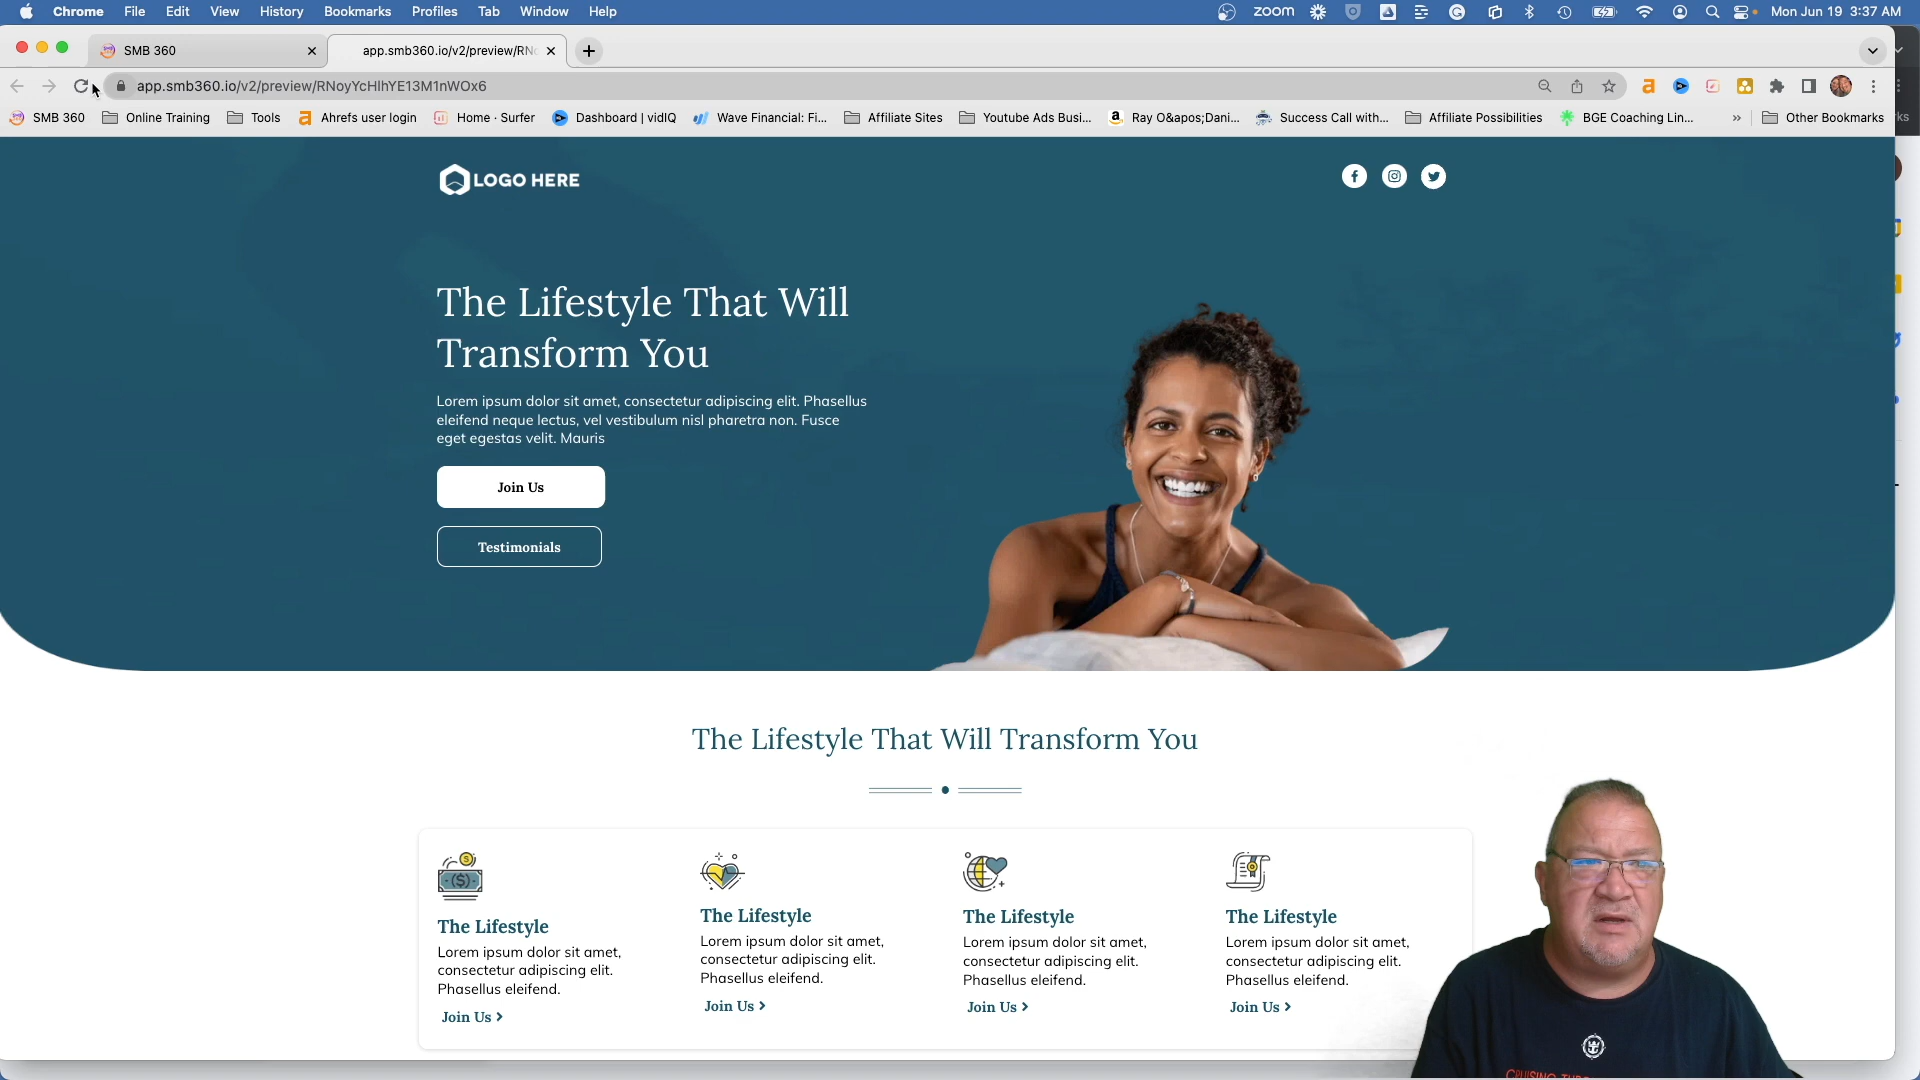 Chrome File Edit View History Bookmarks Profiles Tab Window Help zoom Mon Jun 19 3:37 AM
SMB 360 app.smb360.io/v2/preview/RNo
app.smb360.io/v2/preview/RNoyYcHlhYE13M1nWOx6
SMB 360 Online Training Tools Ahrefs user login Home · Surfer Dashboard | vidIQ Wave Financial: Fi... Affiliate Sites Youtube Ads Busi... Ray O&apos;Dani... Success Call with... Affiliate Possibilities BGE Coaching Lin... » Other Bookmarks
LOGO HERE
The Lifestyle That Will
Transform You
Lorem ipsum dolor sit amet, consectetur adipiscing elit. Phasellus
eleifend neque lectus, vel vestibulum nisl pharetra non. Fusce
eget egestas velit. Mauris
Join Us
Testimonials
The Lifestyle That Will Transform You
The Lifestyle
Lorem ipsum dolor sit amet,
consectetur adipiscing elit.
Phasellus eleifend.
Join Us
The Lifestyle
Lorem ipsum dolor sit amet,
consectetur adipiscing elit.
Phasellus eleifend.
Join Us
The Lifestyle
Lorem ipsum dolor sit amet,
consectetur adipiscing elit.
Phasellus eleifend.
Join Us
The Lifestyle
Lorem ipsum dolor sit amet,
consectetur adipiscing elit.
Phasellus eleifend.
Join Us
CRUISING